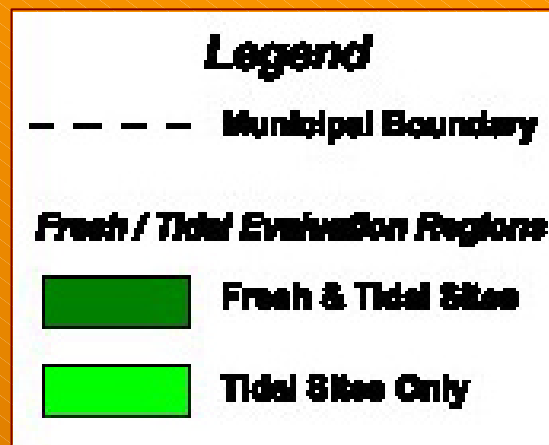 Legend
Municipal Boundary
Fresh / Tidal Evaluation Regions
Fresh & Tidal Sites
Tidal Sites Only